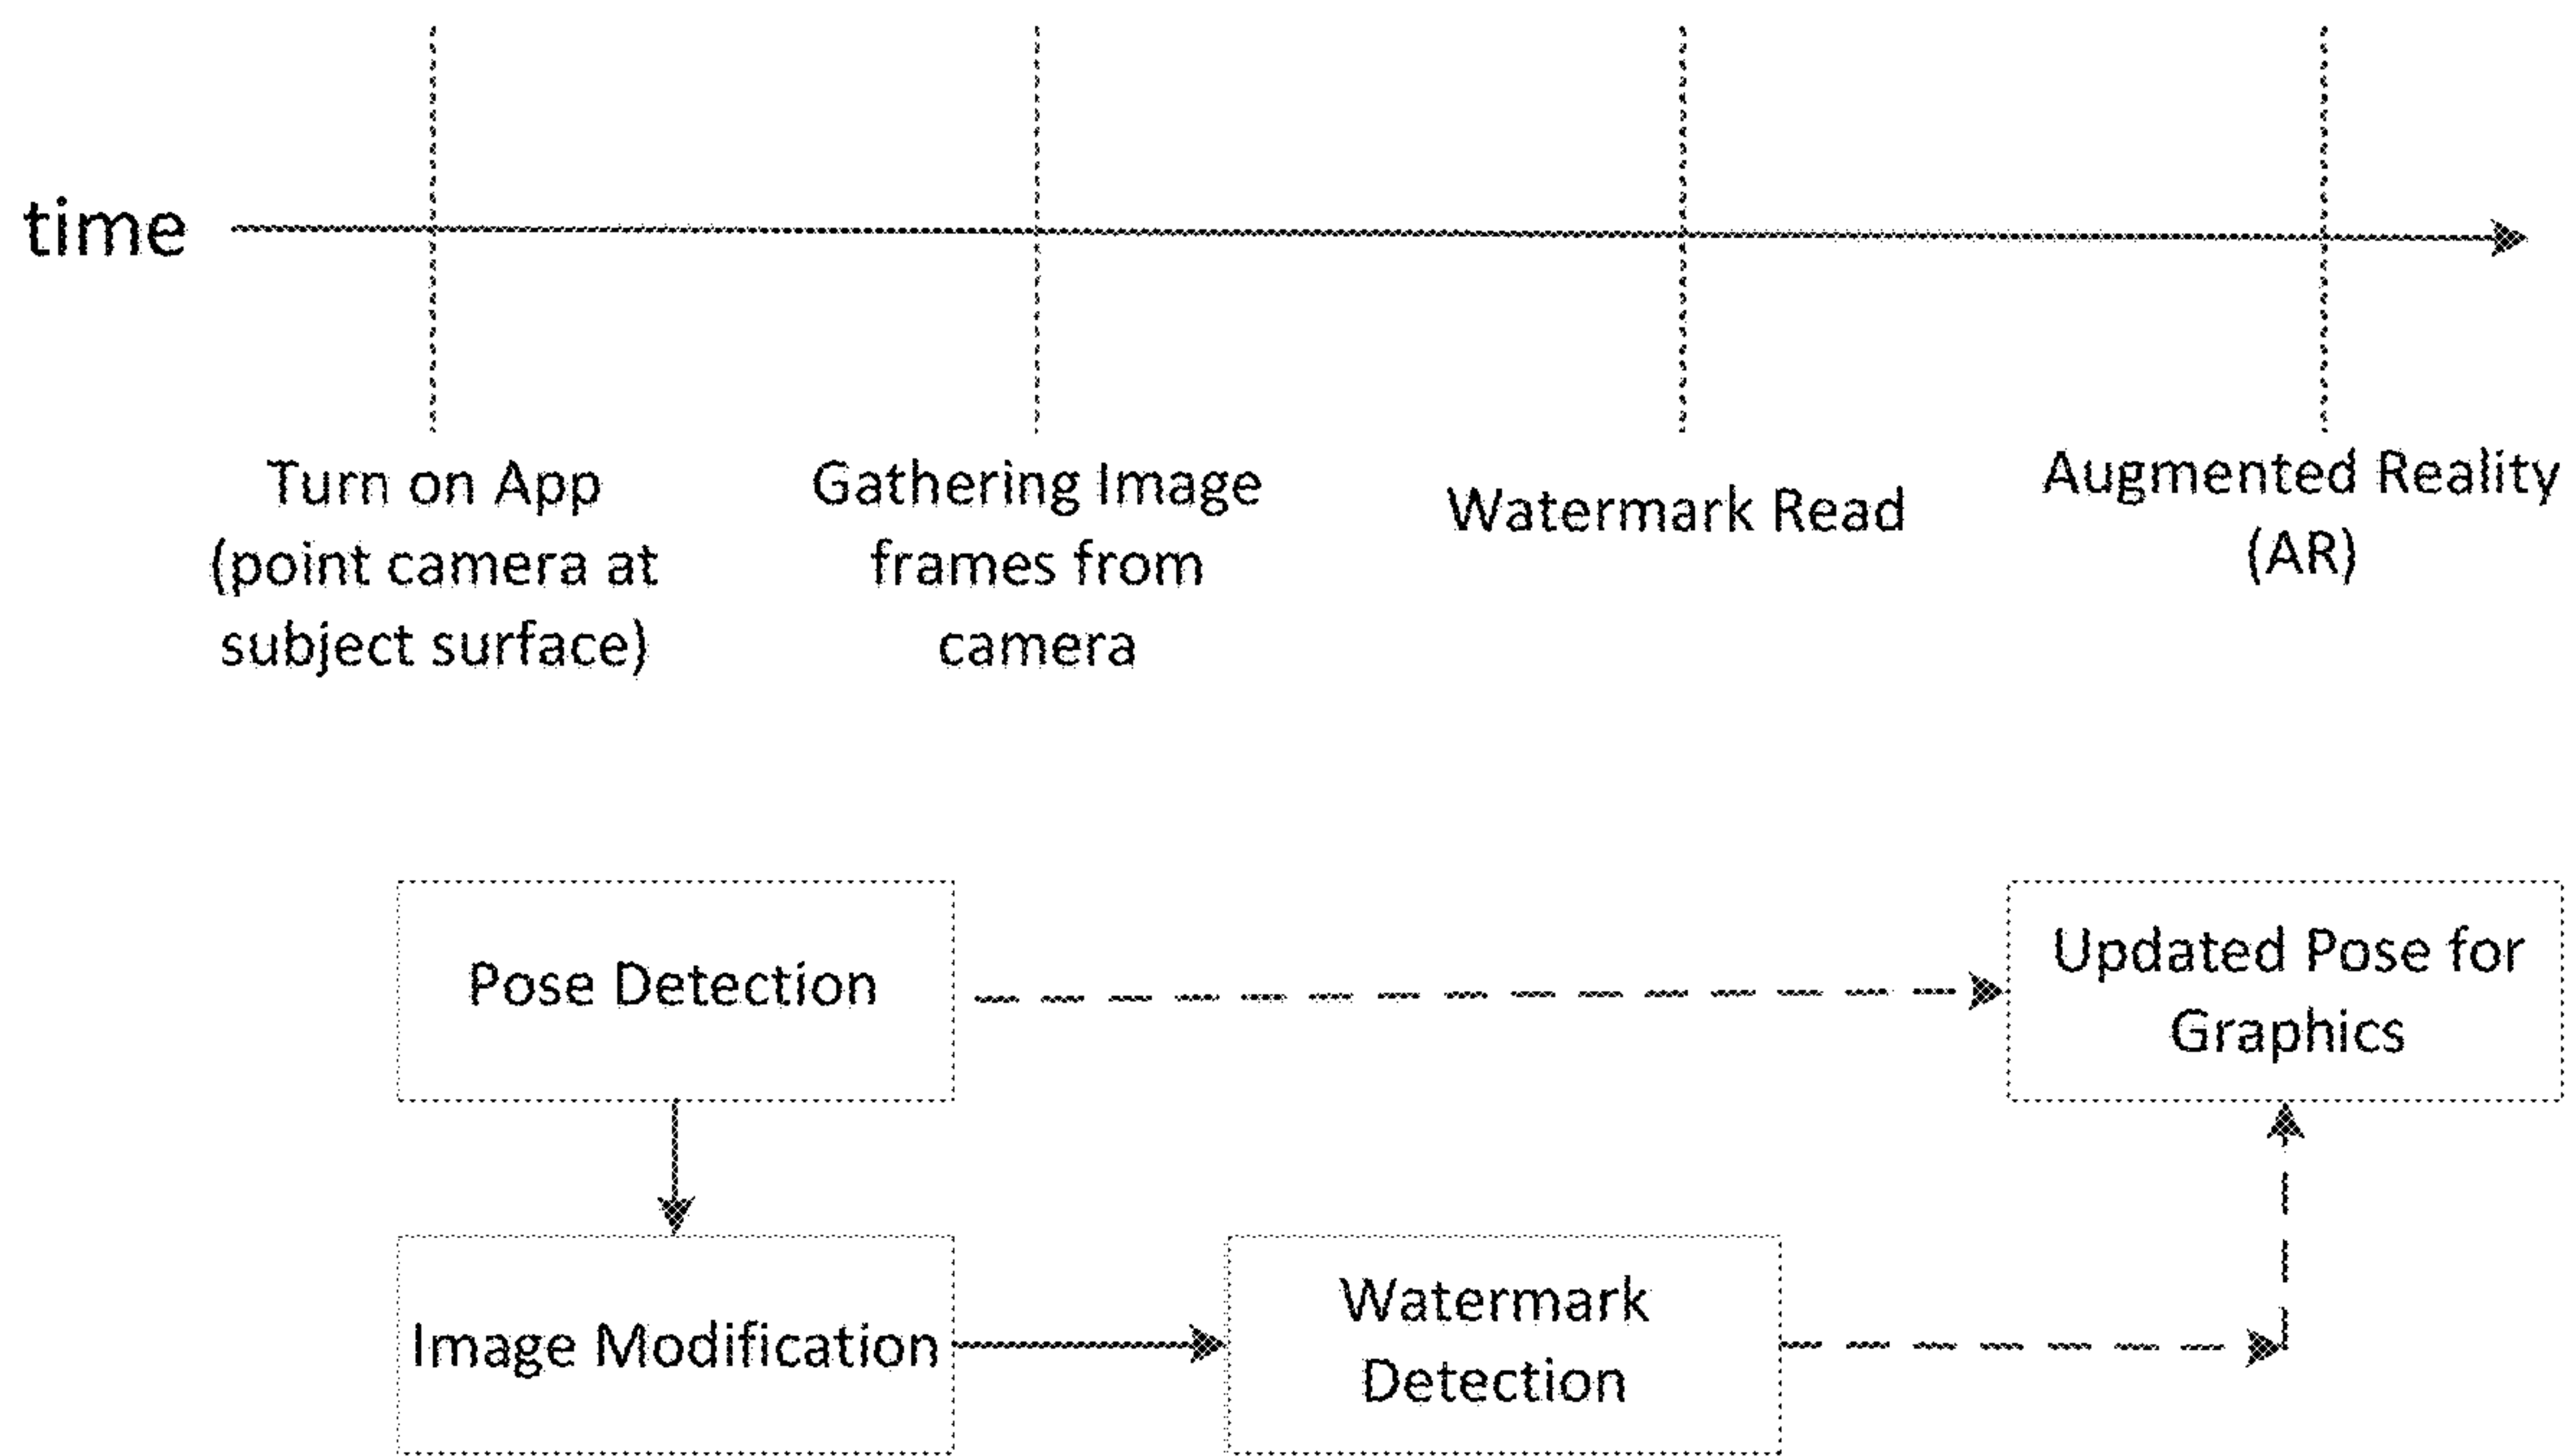 time
Turn on App
(point camera at
subject surface)
Gathering Image
frames from
camera
Watermark Read
Augmented Reality
(AR)
Pose Detection
Updated Pose for
Graphics
Image Modification
Watermark
Detection